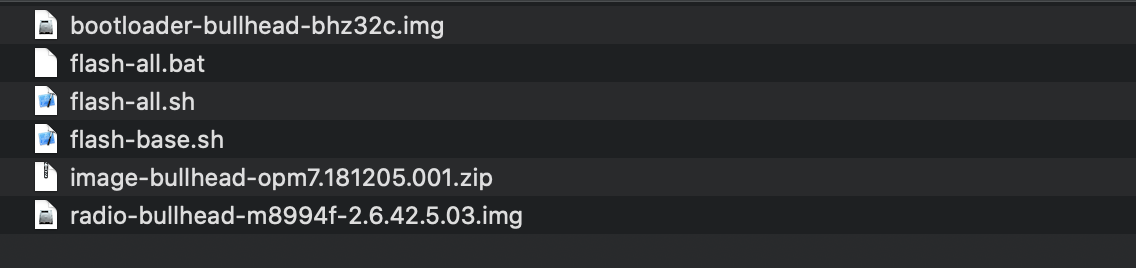 bootloader-bullhead-bhz32c.img
flash-all.bat
flash-all.sh
flash-base.sh
image-bullhead-opm7.181205.001.zip
radio-bullhead-m8994f-2.6.42.5.03.img